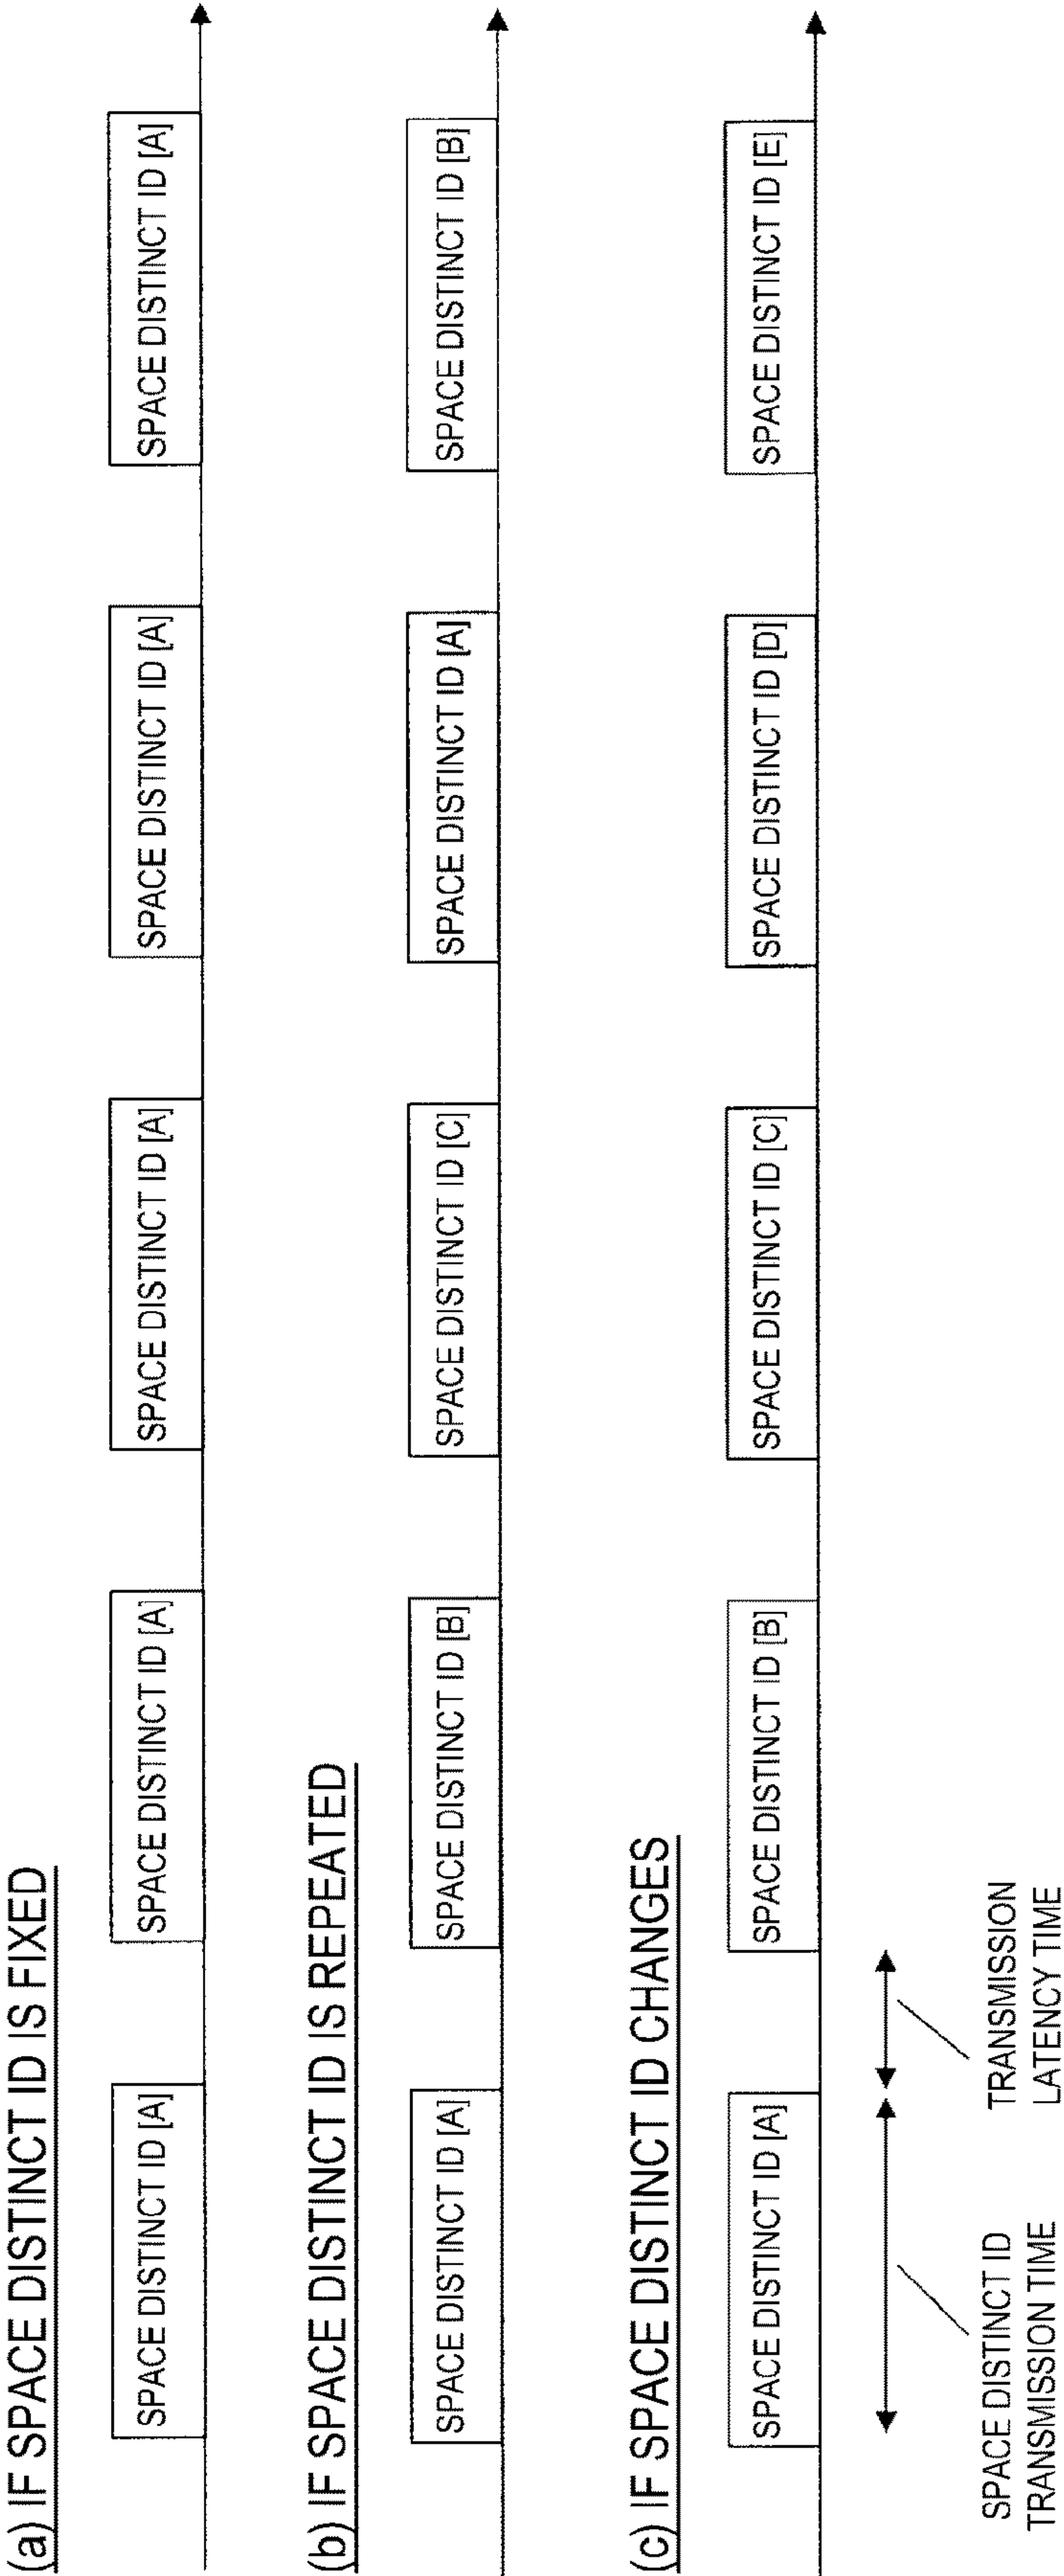 (a) IF SPACE DISTINCT ID IS FIXED
SPACE DISTINCT ID [A]
SPACE DISTINCT ID [A]
SPACE DISTINCT ID [A]
SPACE DISTINCT ID [A]
SPACE DISTINCT ID [A]
(b) IF SPACE DISTINCT ID IS REPEATED
SPACE DISTINCT ID [A]
SPACE DISTINCT ID [B]
SPACE DISTINCT ID [C]
SPACE DISTINCT ID [A]
SPACE DISTINCT ID [B]
(c) IF SPACE DISTINCT ID CHANGES
SPACE DISTINCT ID [A]
SPACE DISTINCT ID [B]
SPACE DISTINCT ID [C]
SPACE DISTINCT ID [D]
SPACE DISTINCT ID [E]
SPACE DISTINCT ID
TRANSMISSION TIME
TRANSMISSION
LATENCY TIME